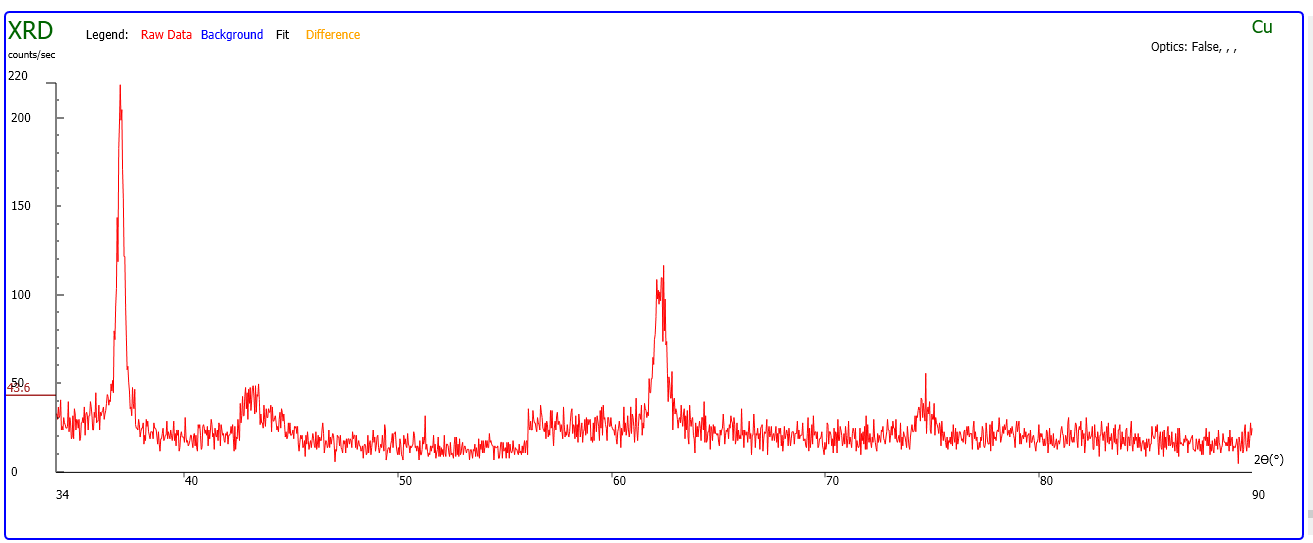 XRD
Cu
Legend: Raw Data Background Fit Difference
Optics: False, , ,
counts/sec
220
200
150
100
50
43.6
0
2Θ(°)
40 50 60 70 80
34 90